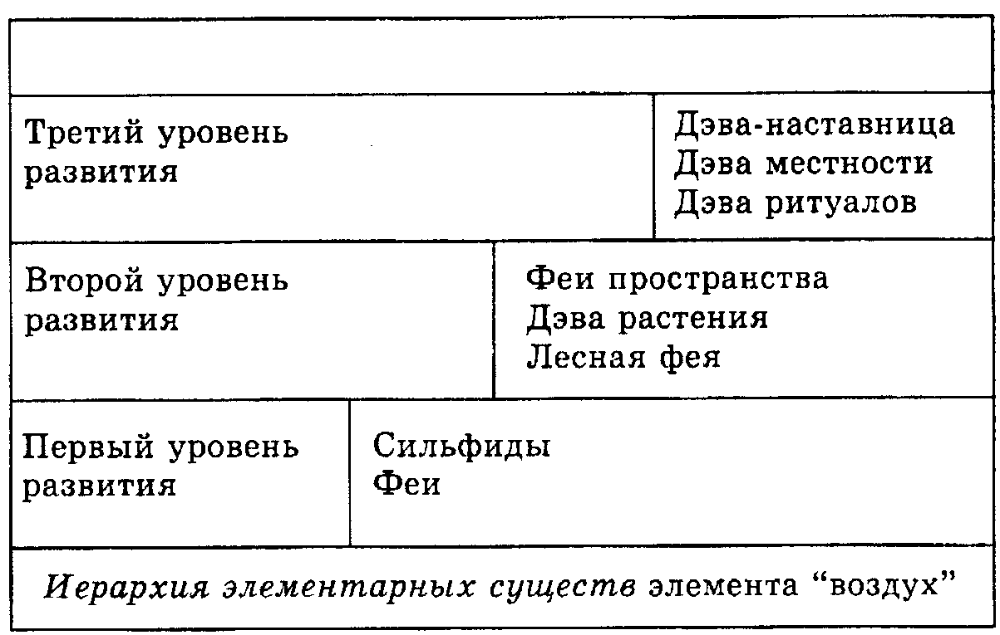 Третий уровень
развития
Дэва-наставница
Дэва местности
Дэва ритуалов
Второй уровень
развития
Феи пространства
Дэва растения
Лесная фея
Первый уровень
развития
Сильфиды
Феи
Иерархия элементарных существ элемента “воздух”